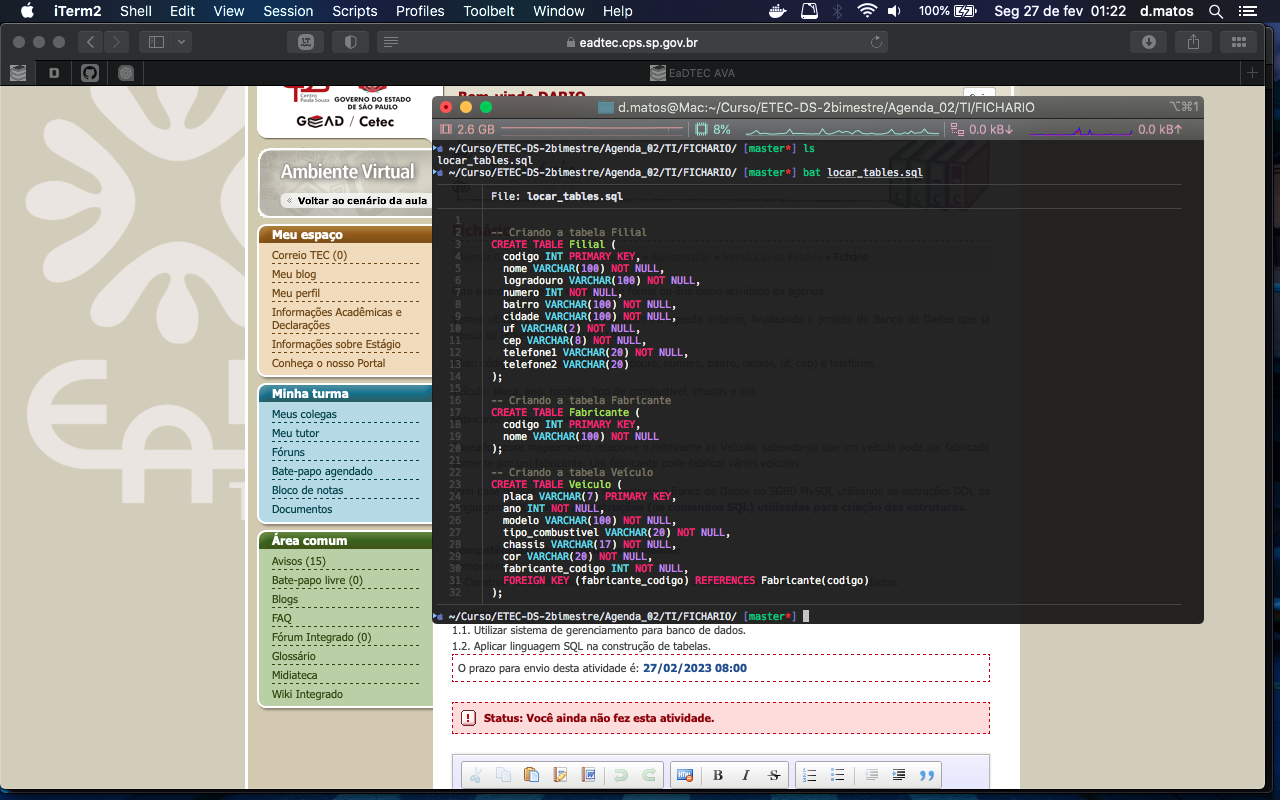 iTerm2 Shell Edit View Session Scripts Profiles Toolbelt Window Help 100% Seg 27 de fev 01:22 d.matos
eadtec.cps.sp.gov.br
D EaDTEC AVA
Centro
Paula Souza
GOVERNO DO ESTADO
DE SÃO PAULO
GEEAD / Cetec
Ambiente Virtual
« Voltar ao cenário da aula
Meu espaço
Correio TEC (0)
Meu blog
Meu perfil
Informações Acadêmicas e
Declarações
Informações sobre Estágio
Conheça o nosso Portal
Minha turma
Meus colegas
Meu tutor
Fóruns
Bate-papo agendado
Bloco de notas
Documentos
Área comum
Avisos (15)
Bate-papo livre (0)
Blogs
FAQ
Fórum Integrado (0)
Glossário
Midiateca
Wiki Integrado
d.matos@Mac:~/Curso/ETEC-DS-2bimestre/Agenda_02/TI/FICHARIO ⌥⌘1
2.6 GB 8% 0.0 kB↓ 0.0 kB↑
~/Curso/ETEC-DS-2bimestre/Agenda_02/TI/FICHARIO/ [master*] ls
locar_tables.sql
~/Curso/ETEC-DS-2bimestre/Agenda_02/TI/FICHARIO/ [master*] bat locar_tables.sql
File: locar_tables.sql
1
2 -- Criando a tabela Filial
3 CREATE TABLE Filial (
4 codigo INT PRIMARY KEY,
5 nome VARCHAR(100) NOT NULL,
6 logradouro VARCHAR(100) NOT NULL,
7 numero INT NOT NULL,
8 bairro VARCHAR(100) NOT NULL,
9 cidade VARCHAR(100) NOT NULL,
10 uf VARCHAR(2) NOT NULL,
11 cep VARCHAR(8) NOT NULL,
12 telefone1 VARCHAR(20) NOT NULL,
13 telefone2 VARCHAR(20)
14 );
15
16 -- Criando a tabela Fabricante
17 CREATE TABLE Fabricante (
18 codigo INT PRIMARY KEY,
19 nome VARCHAR(100) NOT NULL
20 );
21
22 -- Criando a tabela Veículo
23 CREATE TABLE Veiculo (
24 placa VARCHAR(7) PRIMARY KEY,
25 ano INT NOT NULL,
26 modelo VARCHAR(100) NOT NULL,
27 tipo_combustivel VARCHAR(20) NOT NULL,
28 chassis VARCHAR(17) NOT NULL,
29 cor VARCHAR(20) NOT NULL,
30 fabricante_codigo INT NOT NULL,
31 FOREIGN KEY (fabricante_codigo) REFERENCES Fabricante(codigo)
32 );
~/Curso/ETEC-DS-2bimestre/Agenda_02/TI/FICHARIO/ [master*]
1.1. Utilizar sistema de gerenciamento para banco de dados.
1.2. Aplicar linguagem SQL na construção de tabelas.
O prazo para envio desta atividade é: 27/02/2023 08:00
Status: Você ainda não fez esta atividade.
B I S